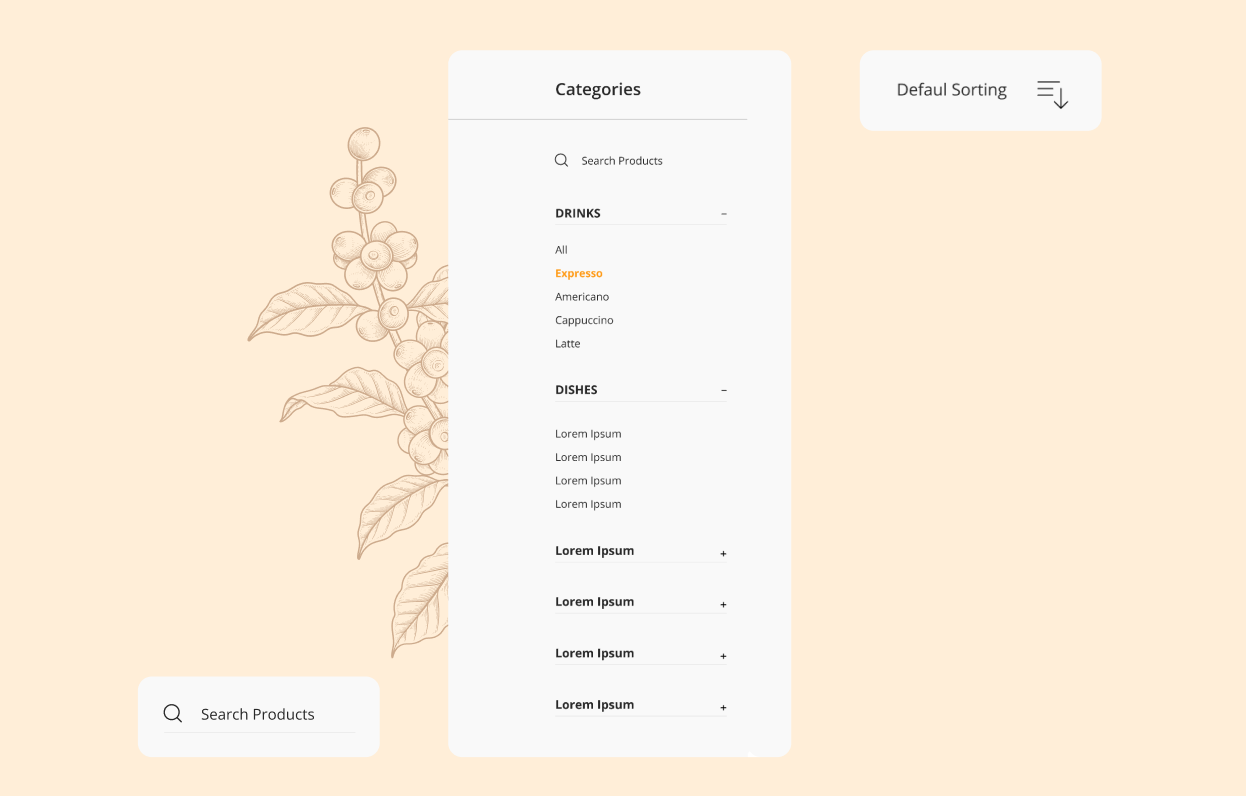 Categories
Defaul Sorting
Search Products
DRINKS –
All
Expresso
Americano
Cappuccino
Latte
DISHES –
Lorem Ipsum
Lorem Ipsum
Lorem Ipsum
Lorem Ipsum
Lorem Ipsum +
Lorem Ipsum +
Lorem Ipsum +
Lorem Ipsum +
Search Products